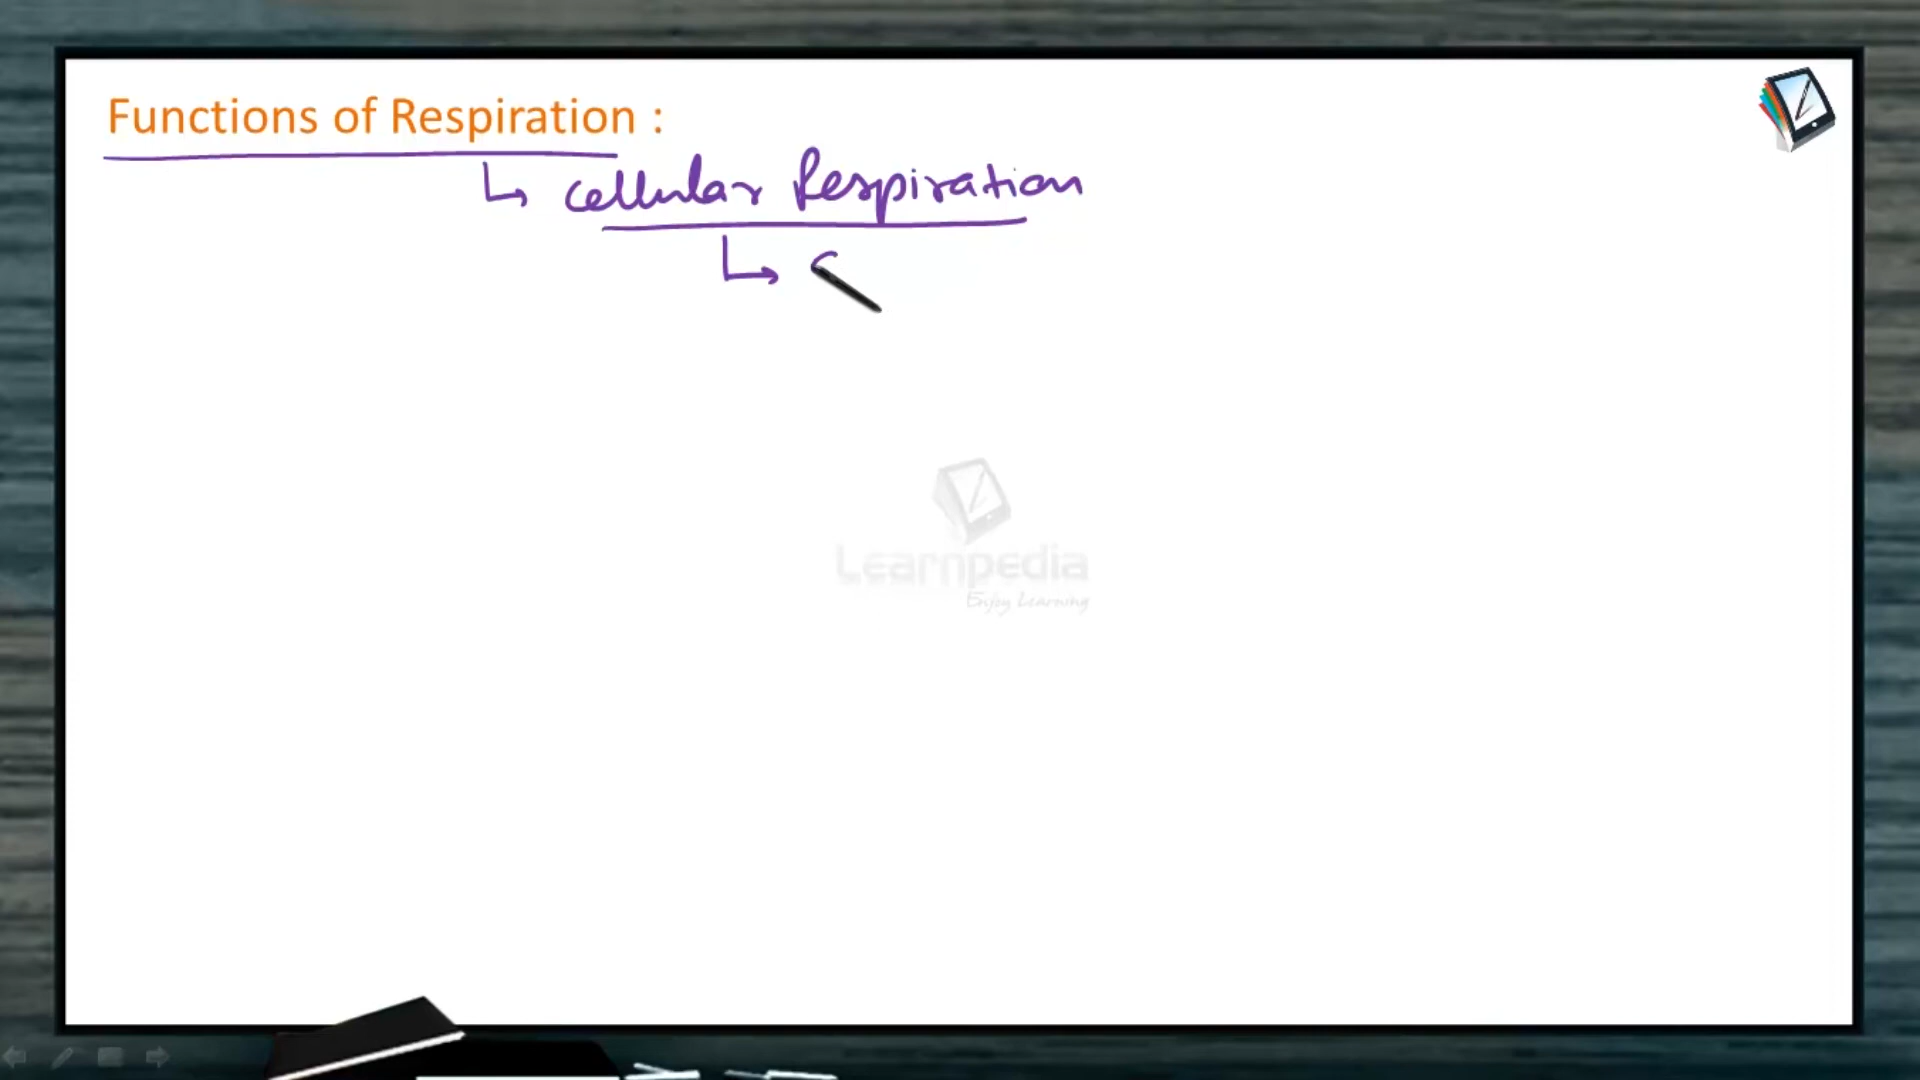 Functions of Respiration :
↳ cellular Respiration
↳
Learnpedia
Enjoy Learning